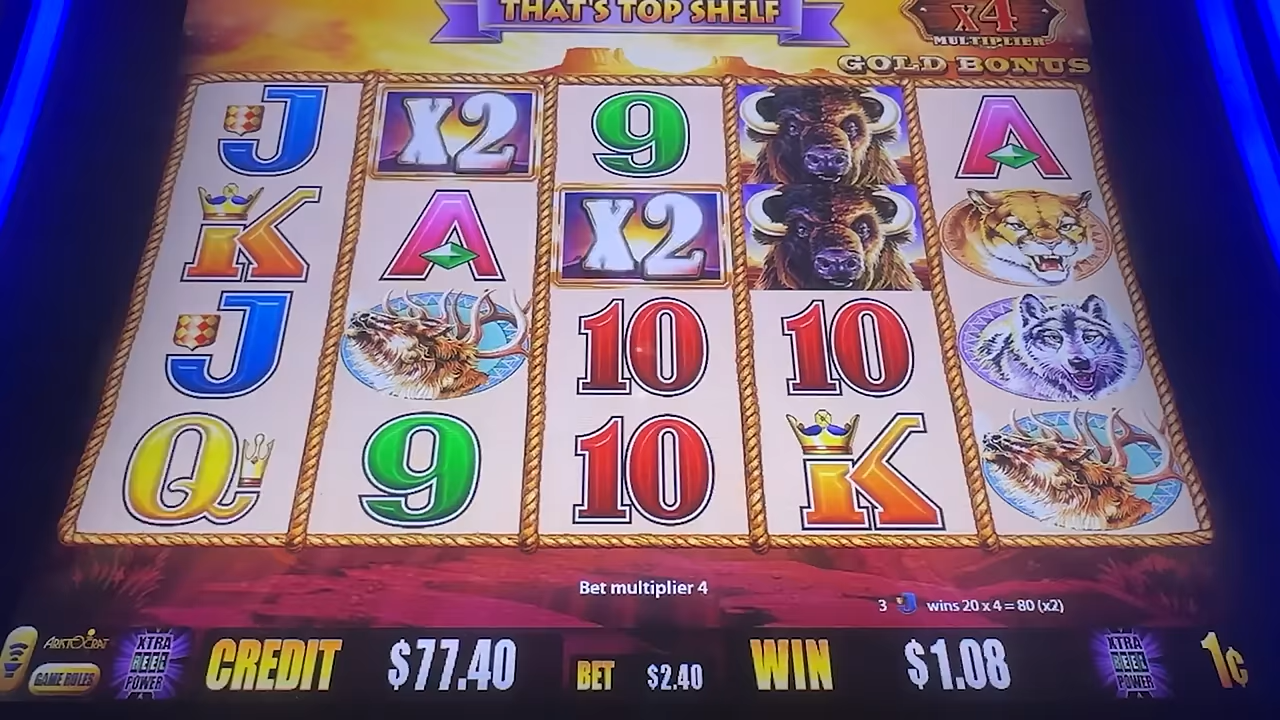 THAT'S TOP SHELF
X4
MULTIPLIER
GOLD BONUS
J X2 9 A
K A X2
J 10 10
Q 9 10 K
Bet multiplier 4
3 J wins 20 x 4 = 80 (x2)
ARISTOCRAT
GAME RULES
XTRA
REEL
POWER
CREDIT $77.40 BET $2.40 WIN $1.08
XTRA
REEL
POWER
1¢